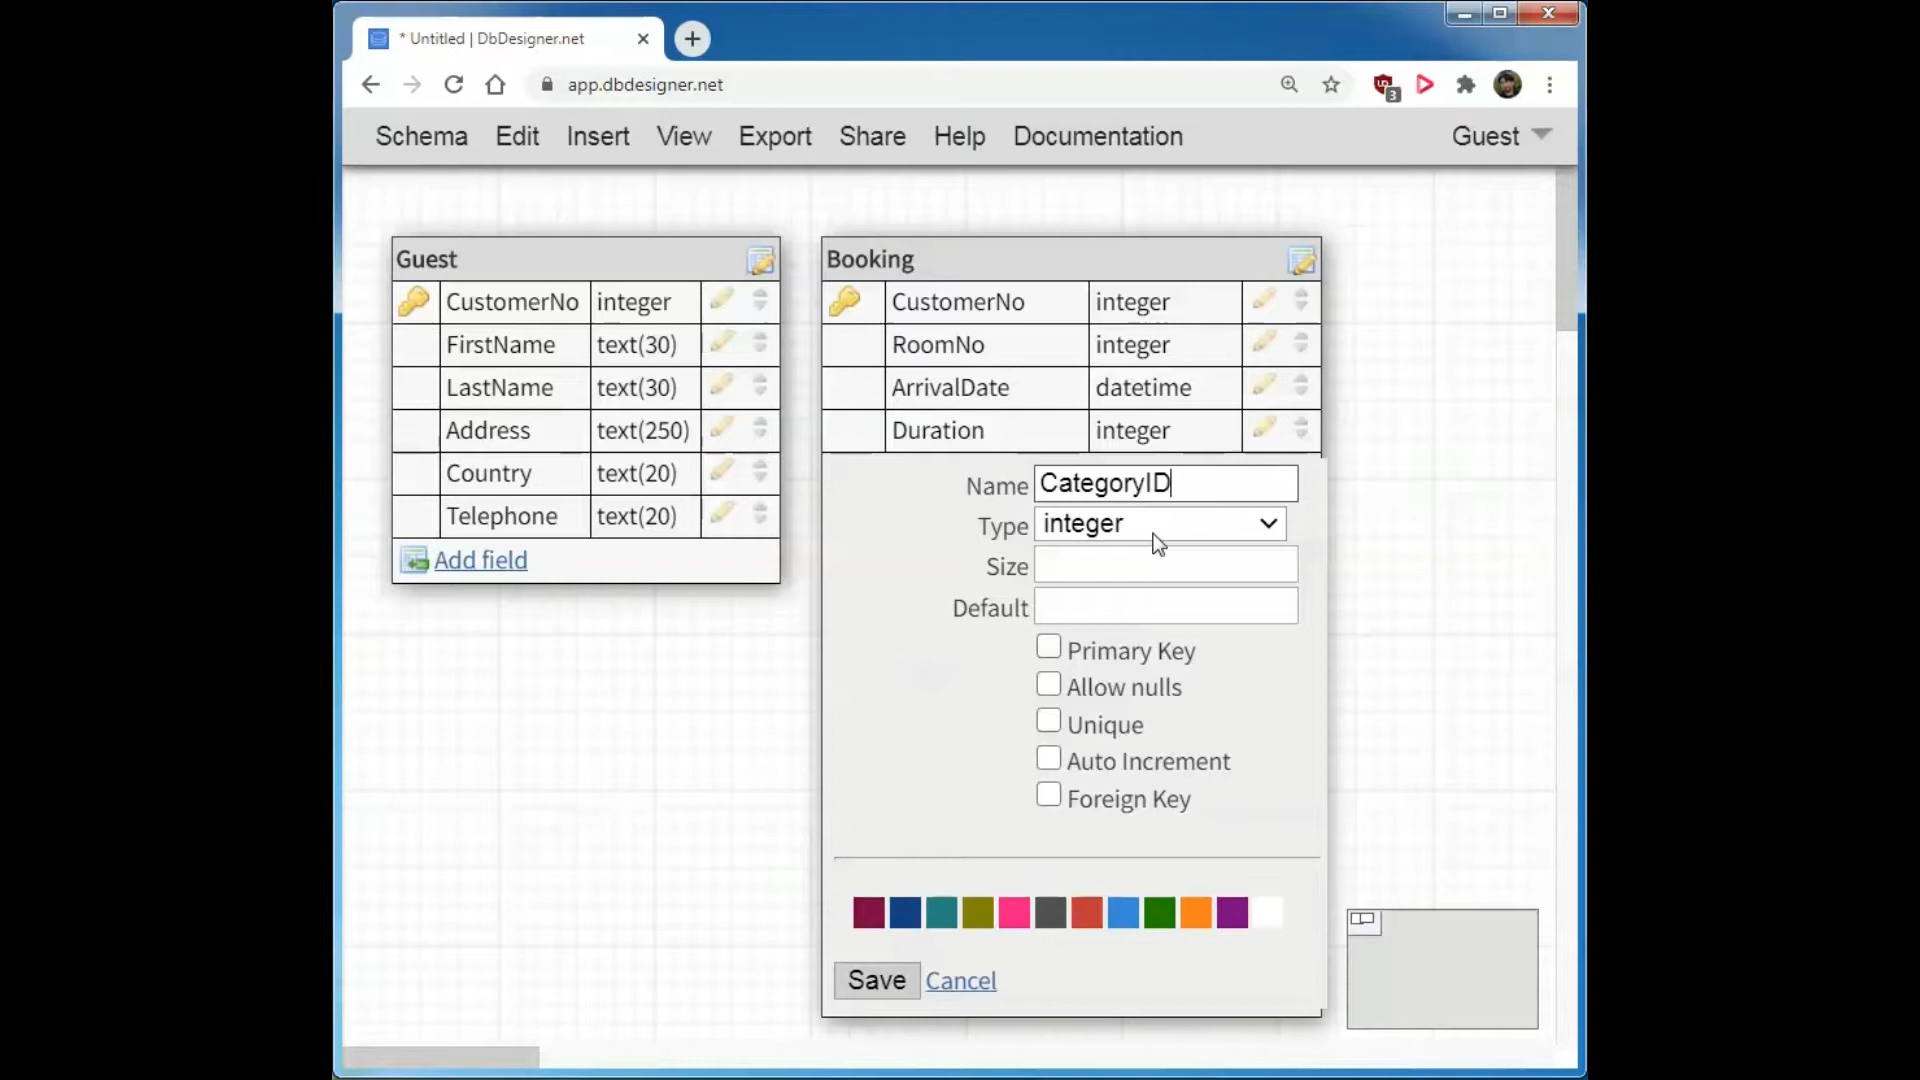 * Untitled | DbDesigner.net
app.dbdesigner.net
3
Schema Edit Insert View Export Share Help Documentation Guest
Guest
CustomerNo integer
FirstName text(30)
LastName text(30)
Address text(250)
Country text(20)
Telephone text(20)
Add field
Booking
CustomerNo integer
RoomNo integer
ArrivalDate datetime
Duration integer
Name CategoryID
Type integer
Size
Default
Primary Key
Allow nulls
Unique
Auto Increment
Foreign Key
Save Cancel